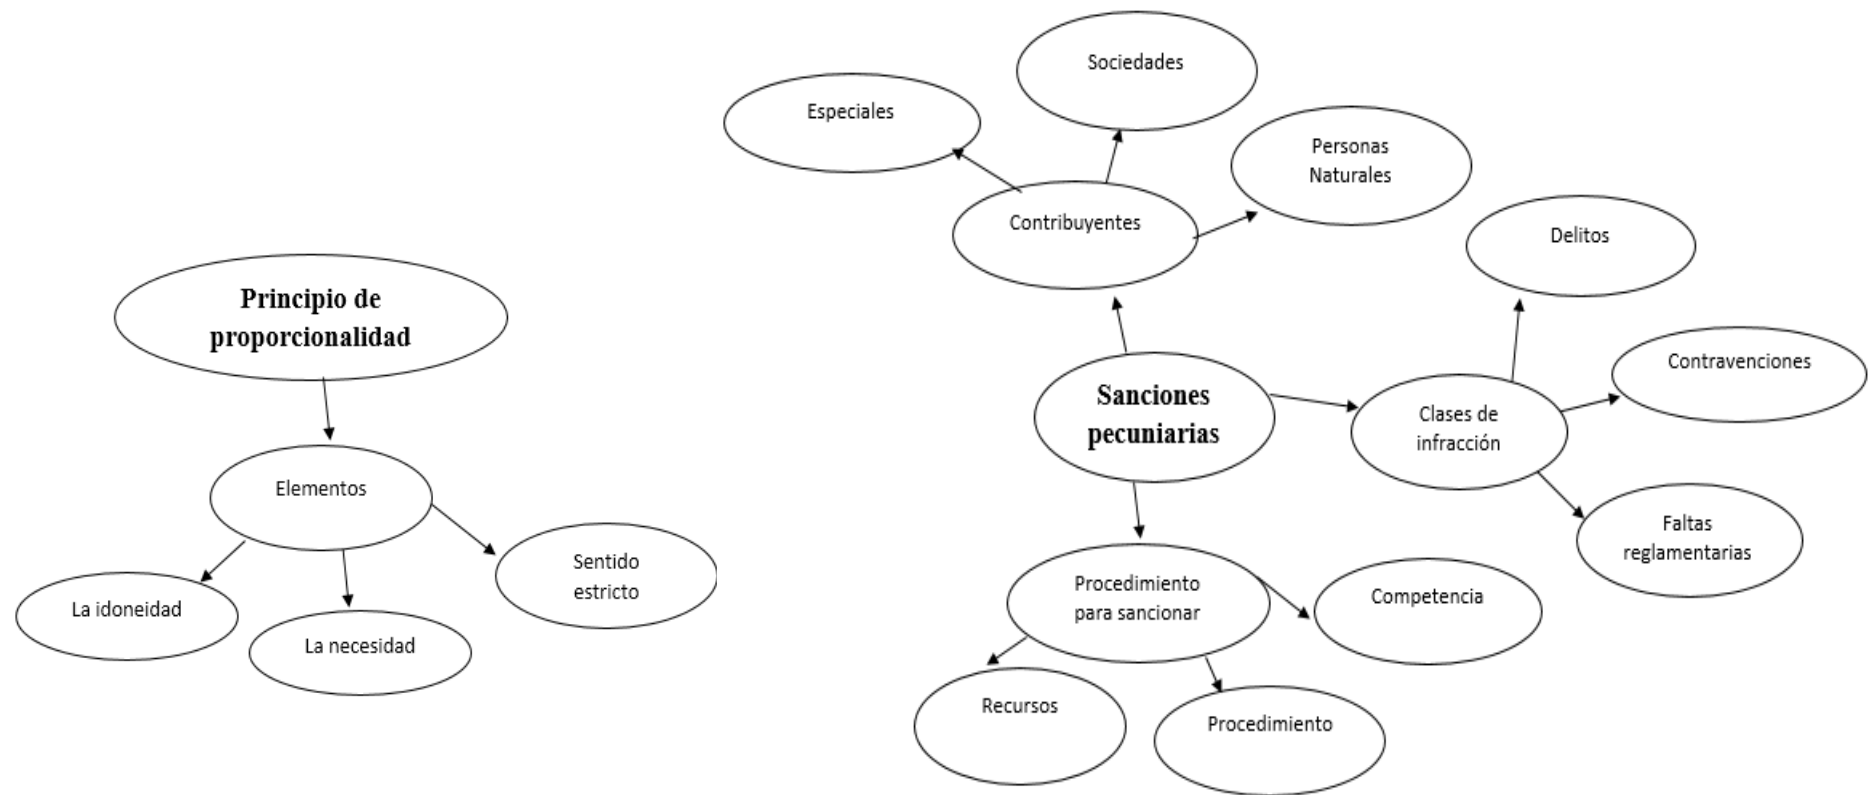 Principio de
proporcionalidad
Elementos
La idoneidad
La necesidad
Sentido
estricto
Especiales
Sociedades
Personas
Naturales
Contribuyentes
Sanciones
pecuniarias
Clases de
infracción
Delitos
Contravenciones
Faltas
reglamentarias
Procedimiento
para sancionar
Competencia
Recursos
Procedimiento